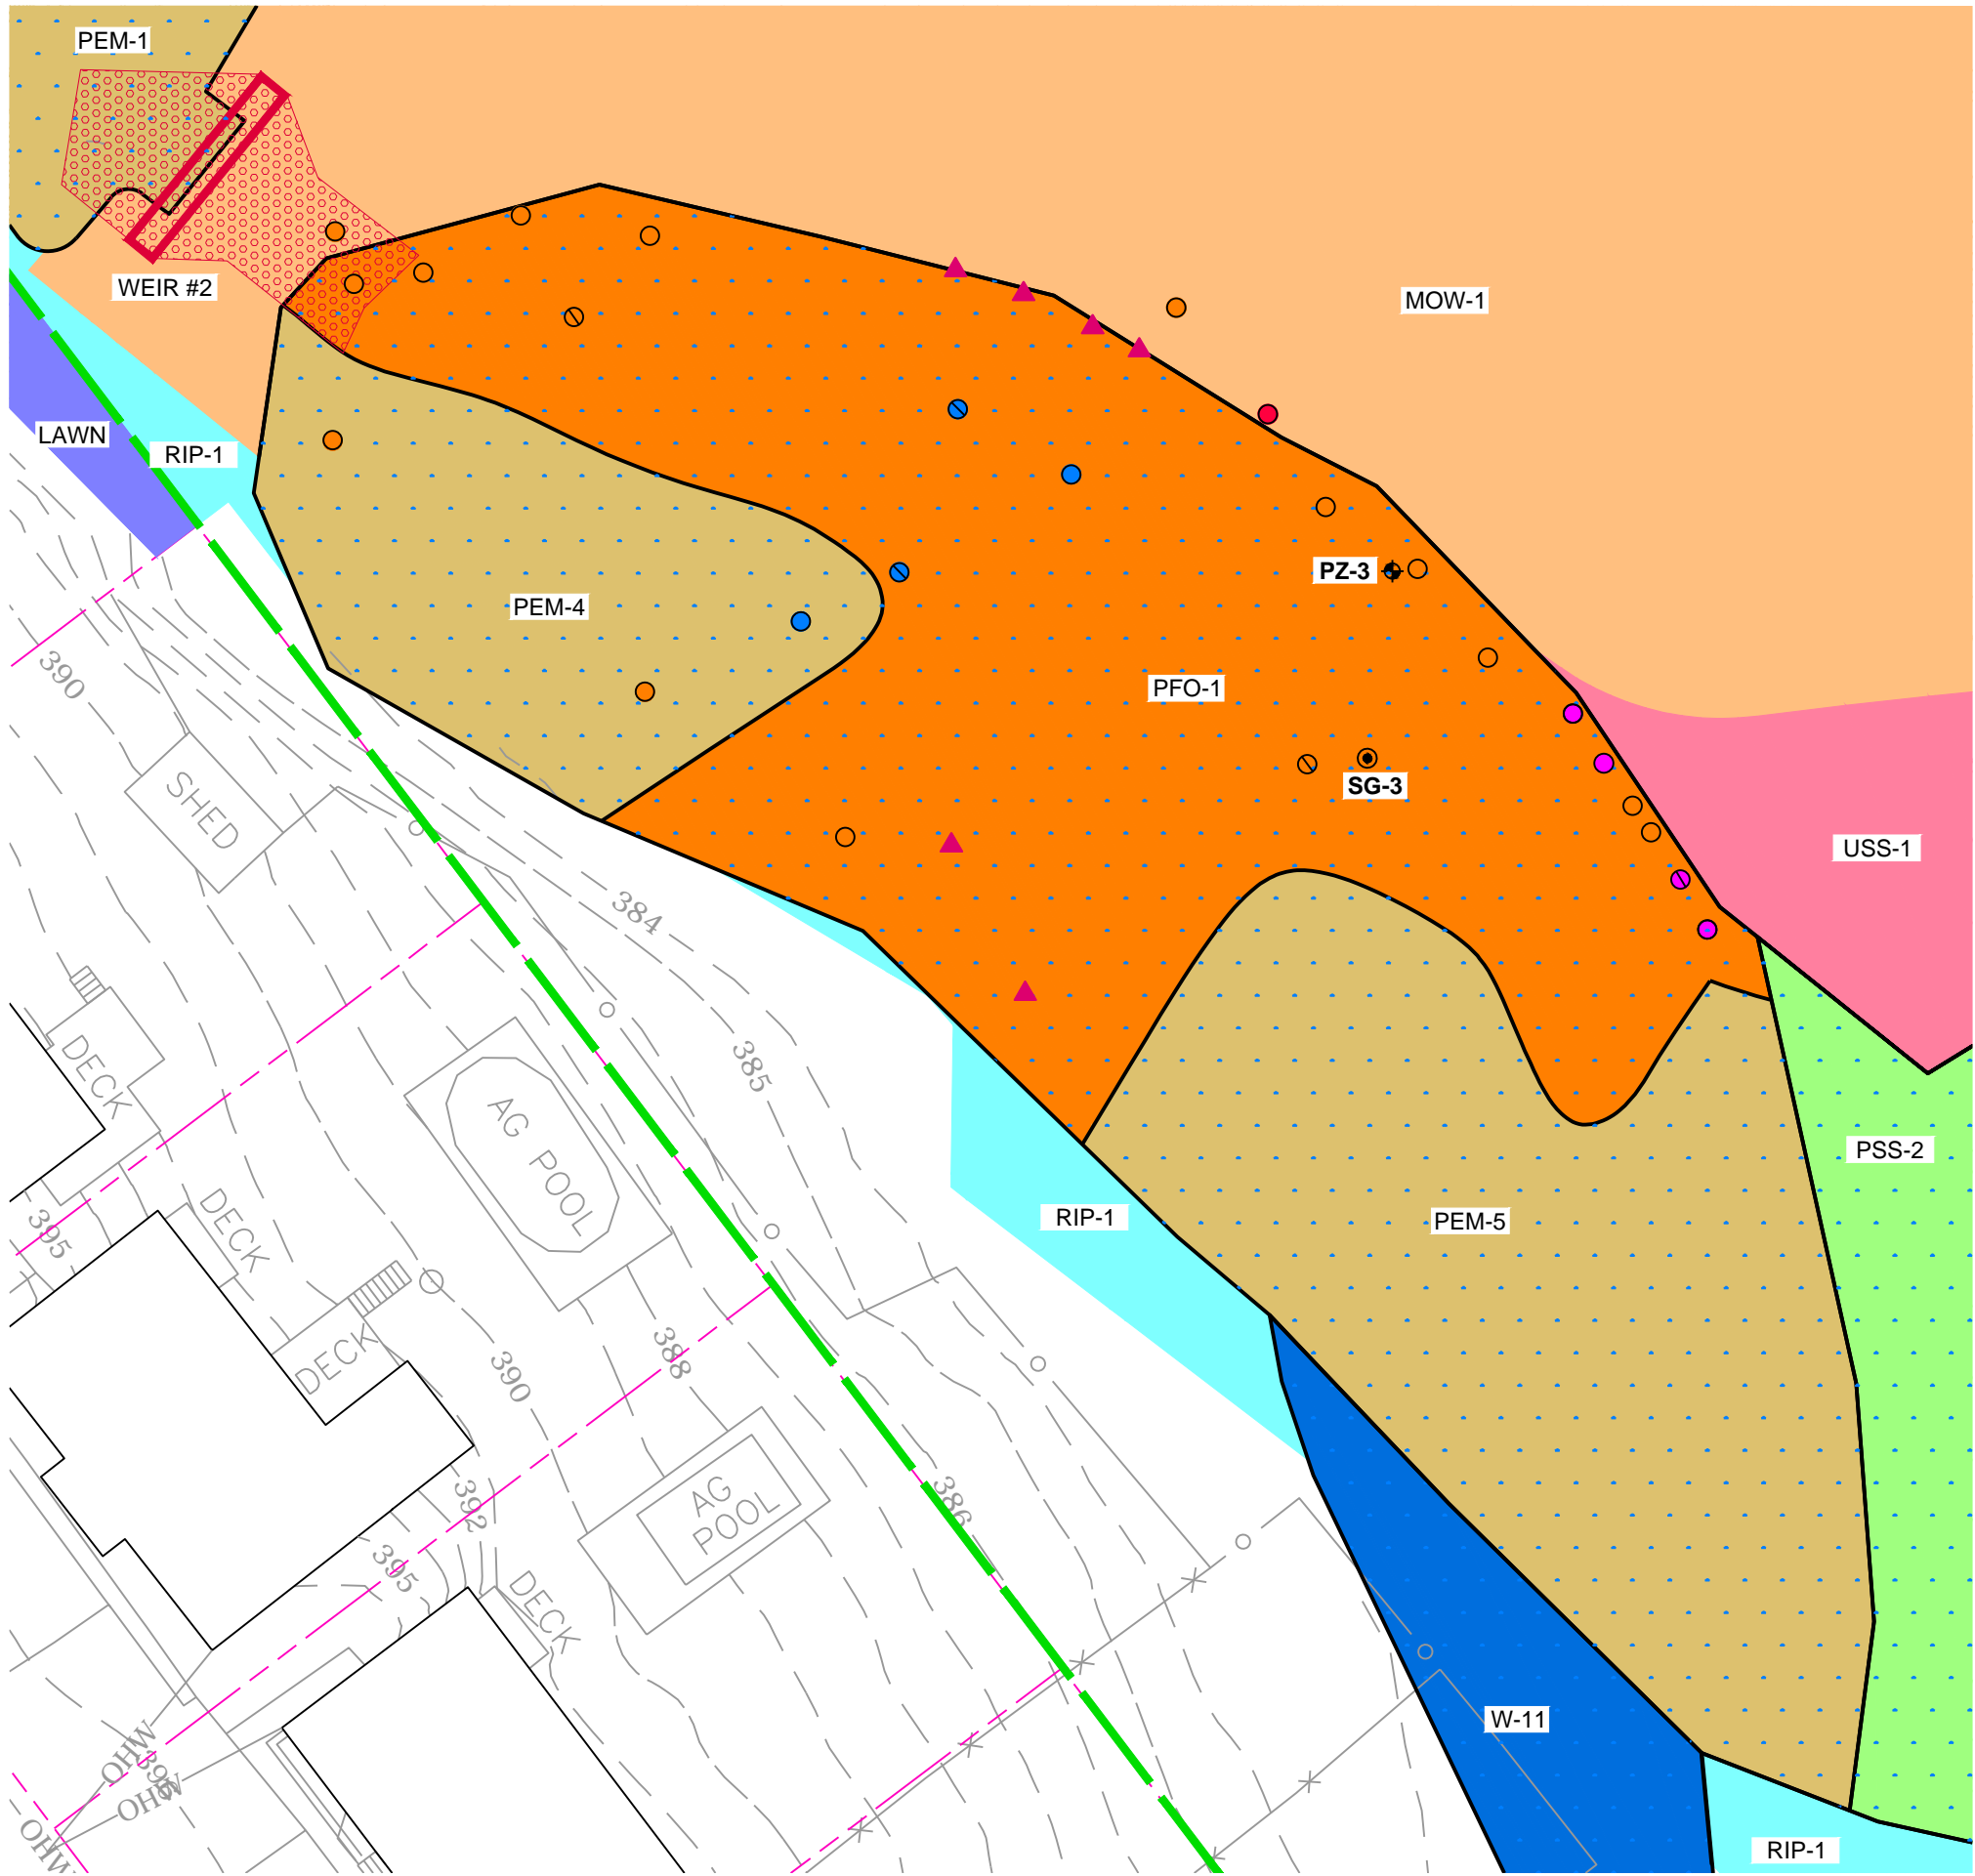 PEM-1
WEIR #2
MOW-1
LAWN
RIP-1
PZ-3
PEM-4
PFO-1
390
SG-3
SHED
USS-1
384
DECK
385
AG POOL
PSS-2
RIP-1
PEM-5
395
DECK
DECK
388
390
392
AG
POOL
386
395
DECK
W-11
OHW
396
OHW
OHW
RIP-1